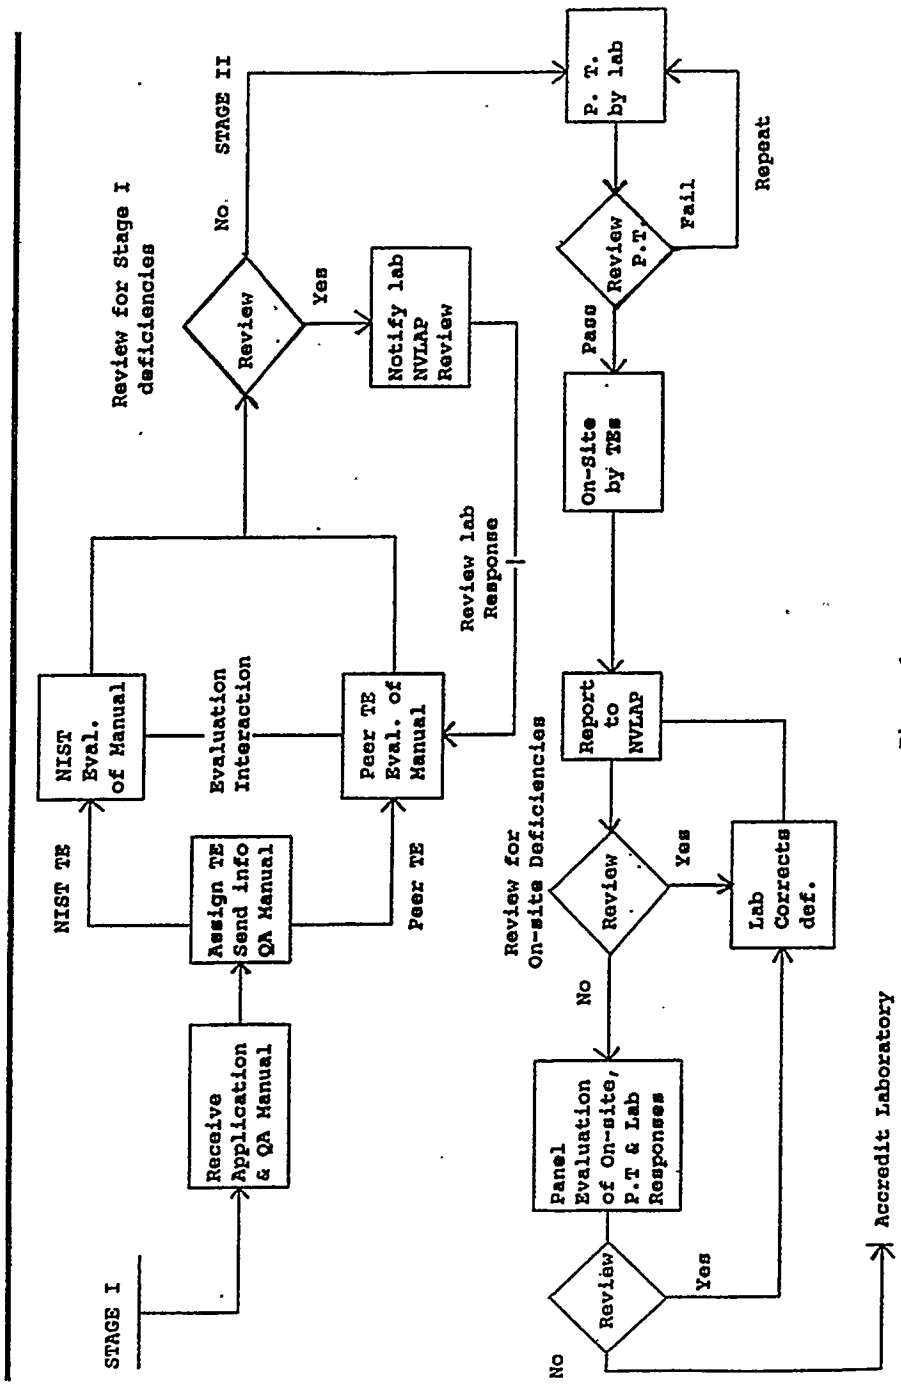 STAGE I
Receive
Application
& QA Manual
Assign TE
Send info
QA Manual
NIST TE
Peer TE
NIST
Eval.
of Manual
Evaluation
Interaction
Peer TE
Eval. of
Manual
Review lab
Response
Review for Stage I
deficiencies
Review
No.
Yes
Notify lab
NVLAP
Review
STAGE II
P. T.
by lab
Review
P.T.
Fail
Repeat
Pass
On-Site
by TEs
Report
to
NVLAP
Review for
On-site Deficiencies
Review
Yes
No
Lab
Corrects
def.
Panel
Evaluation
of On-site,
P.T & Lab
Responses
Review
Yes
No
Accredit Laboratory